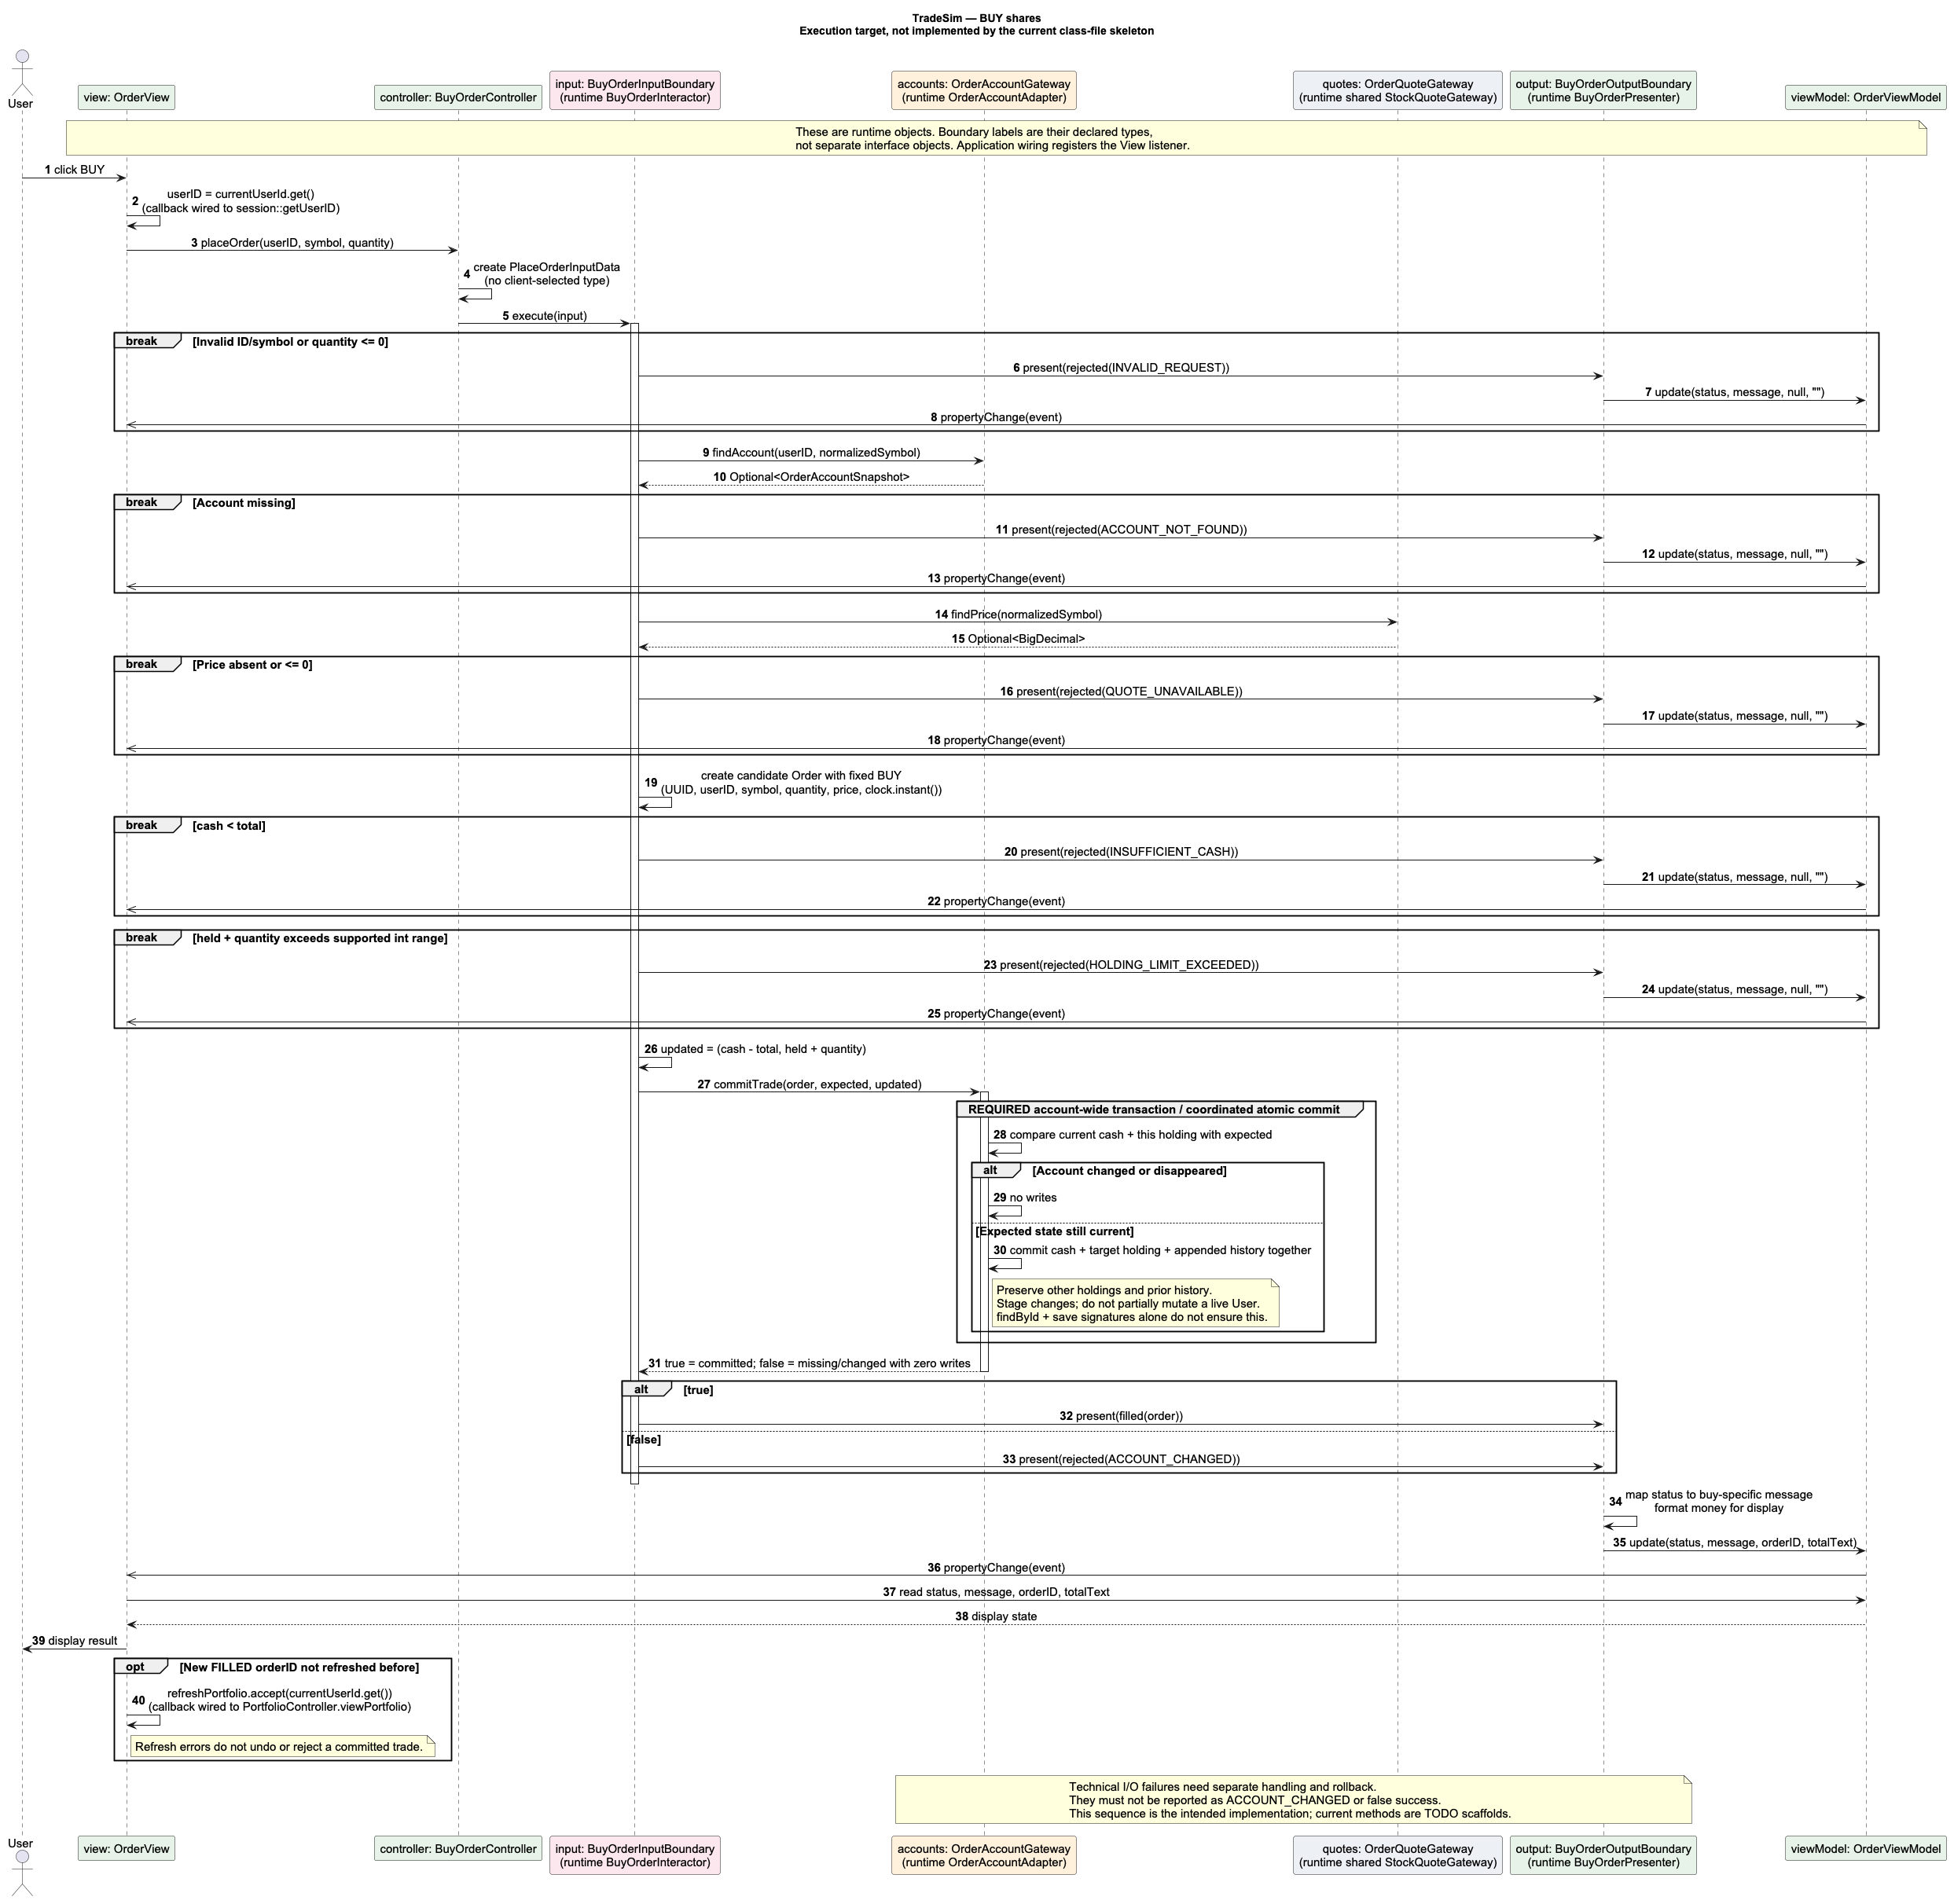 TradeSim — BUY shares
Execution target, not implemented by the current class-file skeleton
User
view: OrderView
controller: BuyOrderController
input: BuyOrderInputBoundary
(runtime BuyOrderInteractor)
accounts: OrderAccountGateway
(runtime OrderAccountAdapter)
quotes: OrderQuoteGateway
(runtime shared StockQuoteGateway)
output: BuyOrderOutputBoundary
(runtime BuyOrderPresenter)
viewModel: OrderViewModel
These are runtime objects. Boundary labels are their declared types,
not separate interface objects. Application wiring registers the View listener.
1 click BUY
2 userID = currentUserId.get()
(callback wired to session::getUserID)
3 placeOrder(userID, symbol, quantity)
4 create PlaceOrderInputData
(no client-selected type)
5 execute(input)
break [Invalid ID/symbol or quantity <= 0]
6 present(rejected(INVALID_REQUEST))
7 update(status, message, null, "")
8 propertyChange(event)
9 findAccount(userID, normalizedSymbol)
10 Optional<OrderAccountSnapshot>
break [Account missing]
11 present(rejected(ACCOUNT_NOT_FOUND))
12 update(status, message, null, "")
13 propertyChange(event)
14 findPrice(normalizedSymbol)
15 Optional<BigDecimal>
break [Price absent or <= 0]
16 present(rejected(QUOTE_UNAVAILABLE))
17 update(status, message, null, "")
18 propertyChange(event)
19 create candidate Order with fixed BUY
(UUID, userID, symbol, quantity, price, clock.instant())
break [cash < total]
20 present(rejected(INSUFFICIENT_CASH))
21 update(status, message, null, "")
22 propertyChange(event)
break [held + quantity exceeds supported int range]
23 present(rejected(HOLDING_LIMIT_EXCEEDED))
24 update(status, message, null, "")
25 propertyChange(event)
26 updated = (cash - total, held + quantity)
27 commitTrade(order, expected, updated)
REQUIRED account-wide transaction / coordinated atomic commit
28 compare current cash + this holding with expected
alt [Account changed or disappeared]
29 no writes
[Expected state still current]
30 commit cash + target holding + appended history together
Preserve other holdings and prior history.
Stage changes; do not partially mutate a live User.
findById + save signatures alone do not ensure this.
31 true = committed; false = missing/changed with zero writes
alt [true]
32 present(filled(order))
[false]
33 present(rejected(ACCOUNT_CHANGED))
34 map status to buy-specific message
format money for display
35 update(status, message, orderID, totalText)
36 propertyChange(event)
37 read status, message, orderID, totalText
38 display state
39 display result
opt [New FILLED orderID not refreshed before]
40 refreshPortfolio.accept(currentUserId.get())
(callback wired to PortfolioController.viewPortfolio)
Refresh errors do not undo or reject a committed trade.
Technical I/O failures need separate handling and rollback.
They must not be reported as ACCOUNT_CHANGED or false success.
This sequence is the intended implementation; current methods are TODO scaffolds.
User
view: OrderView
controller: BuyOrderController
input: BuyOrderInputBoundary
(runtime BuyOrderInteractor)
accounts: OrderAccountGateway
(runtime OrderAccountAdapter)
quotes: OrderQuoteGateway
(runtime shared StockQuoteGateway)
output: BuyOrderOutputBoundary
(runtime BuyOrderPresenter)
viewModel: OrderViewModel